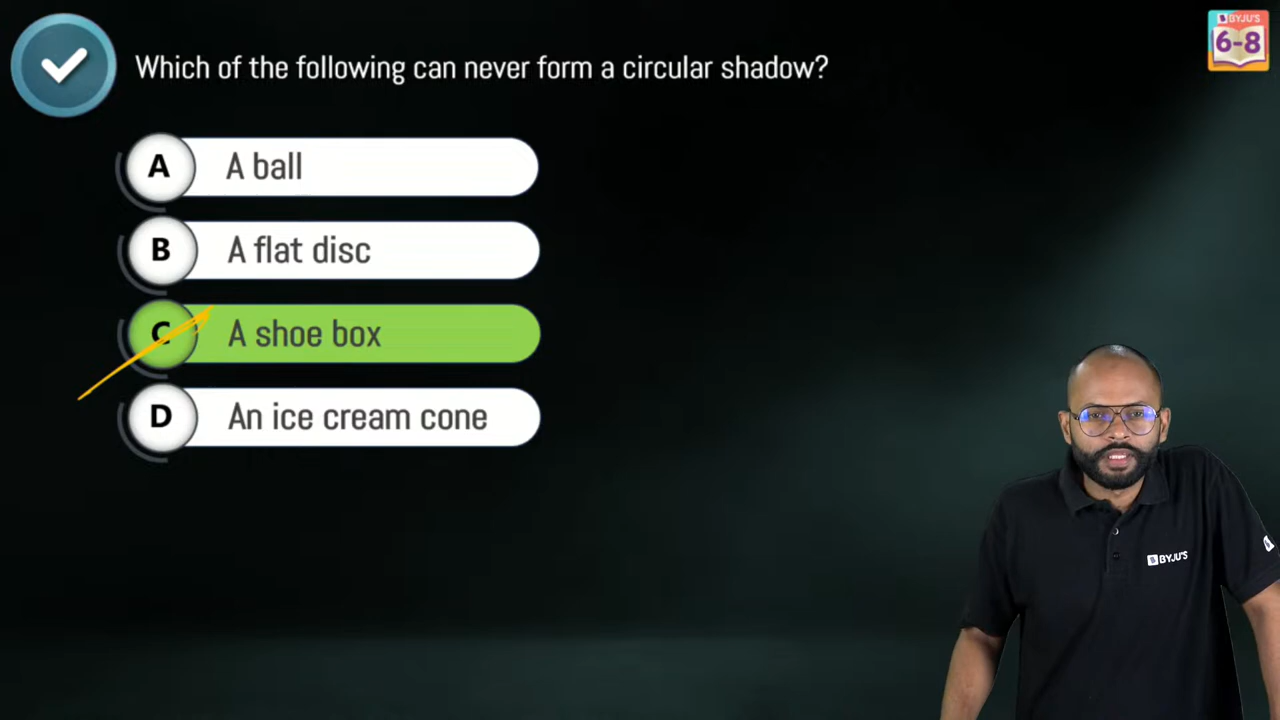 Which of the following can never form a circular shadow?
BYJU'S
6-8
A A ball
B A flat disc
C A shoe box
D An ice cream cone
BYJU'S